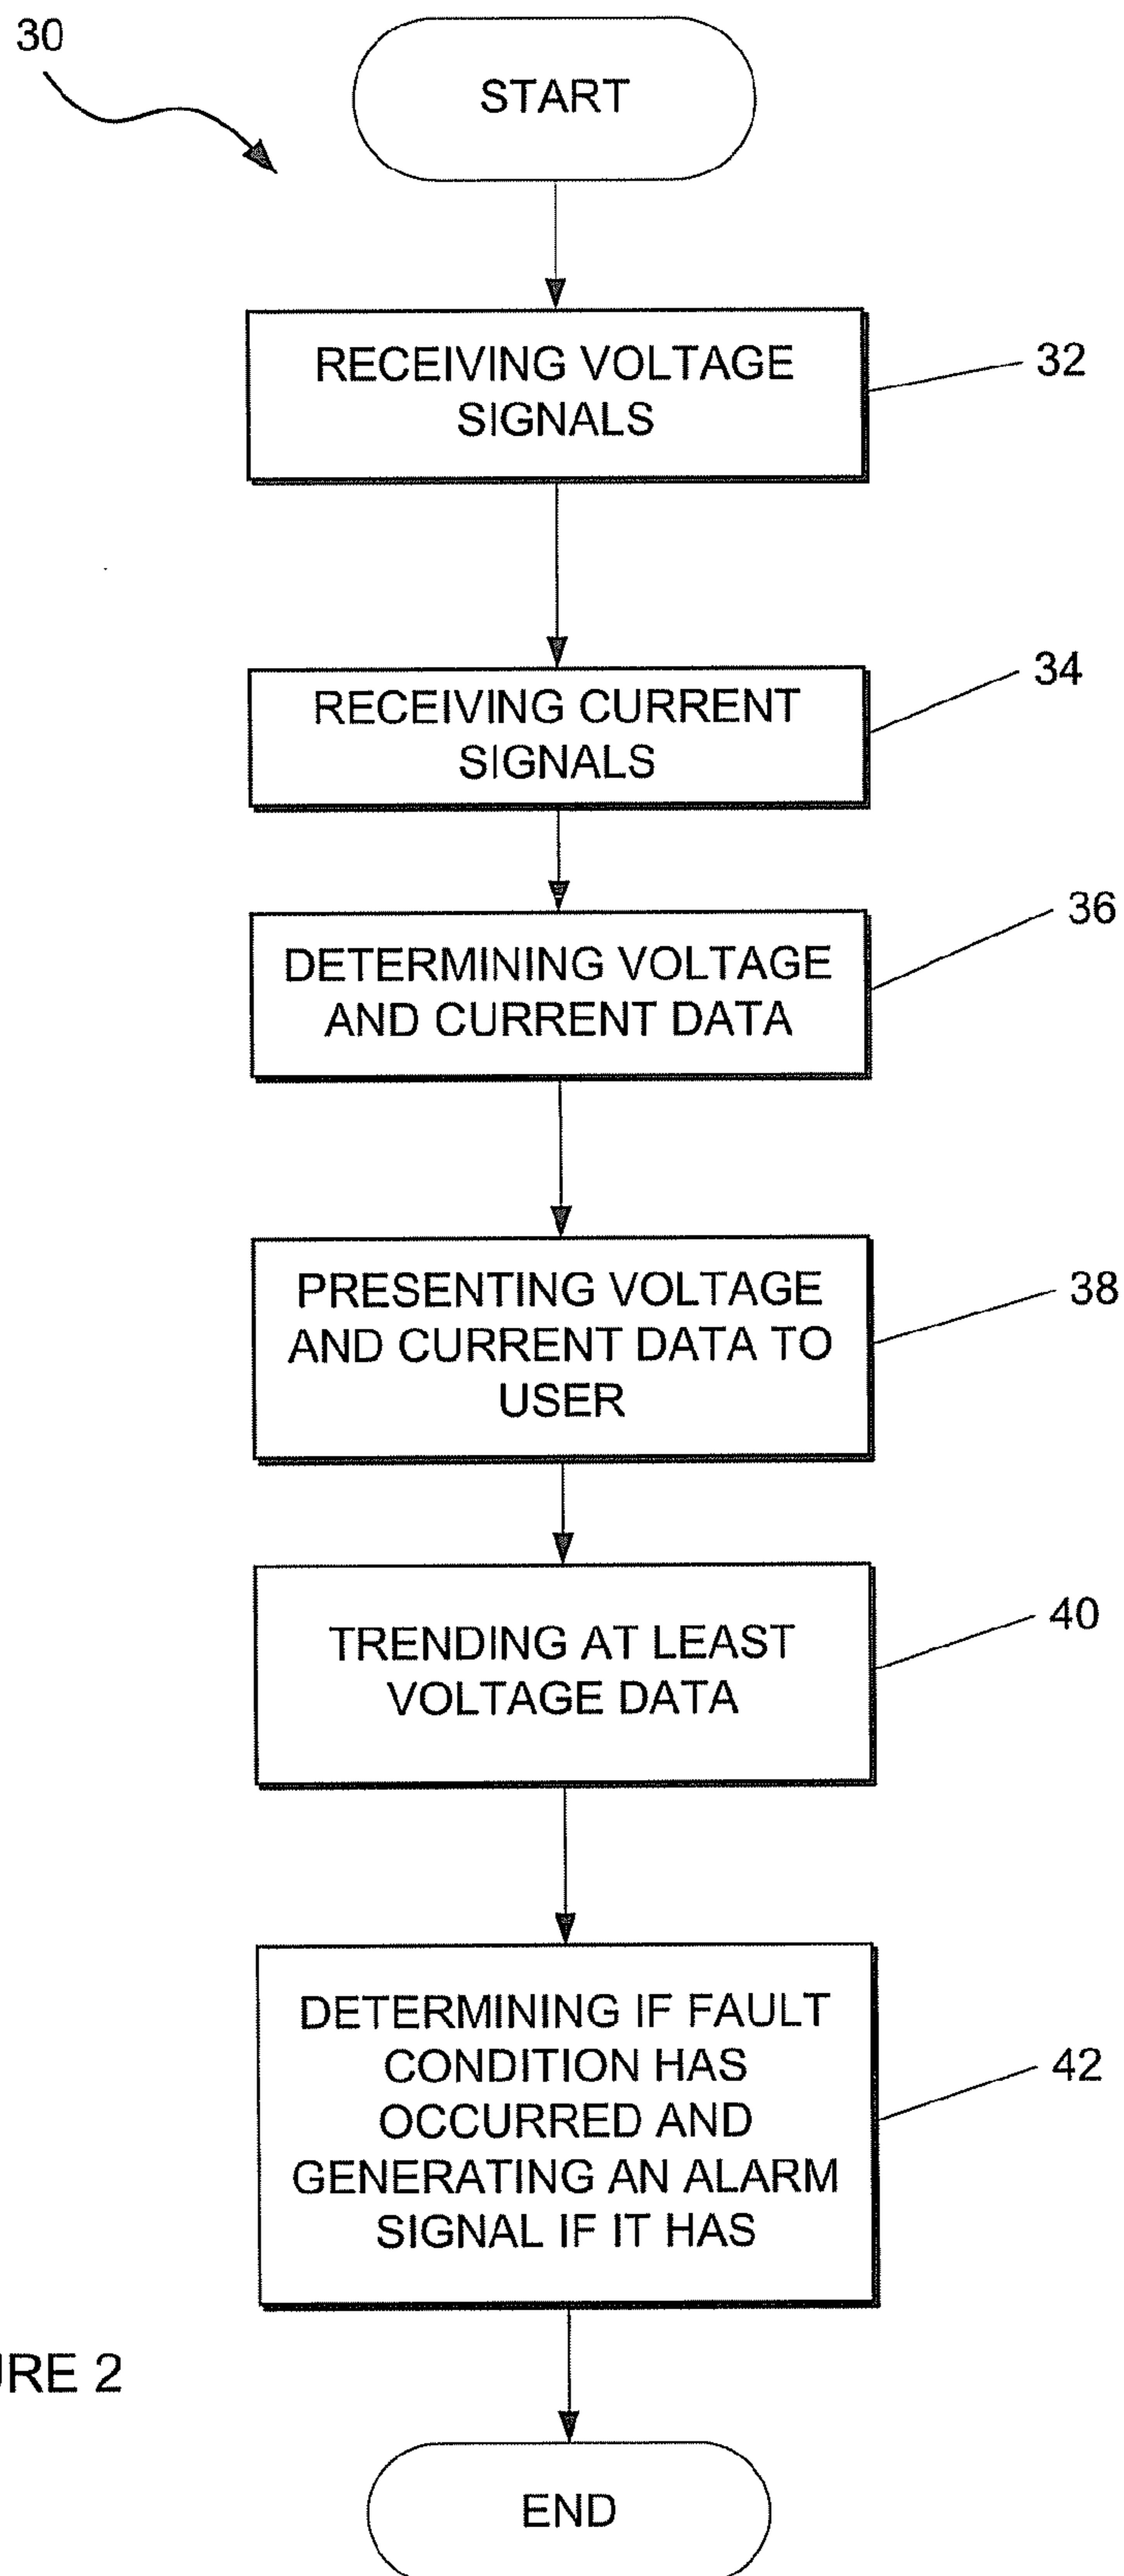 30
START
RECEIVING VOLTAGE
SIGNALS
32
RECEIVING CURRENT
SIGNALS
34
DETERMINING VOLTAGE
AND CURRENT DATA
36
PRESENTING VOLTAGE
AND CURRENT DATA TO
USER
38
TRENDING AT LEAST
VOLTAGE DATA
40
DETERMINING IF FAULT
CONDITION HAS
OCCURRED AND
GENERATING AN ALARM
SIGNAL IF IT HAS
42
URE 2
END